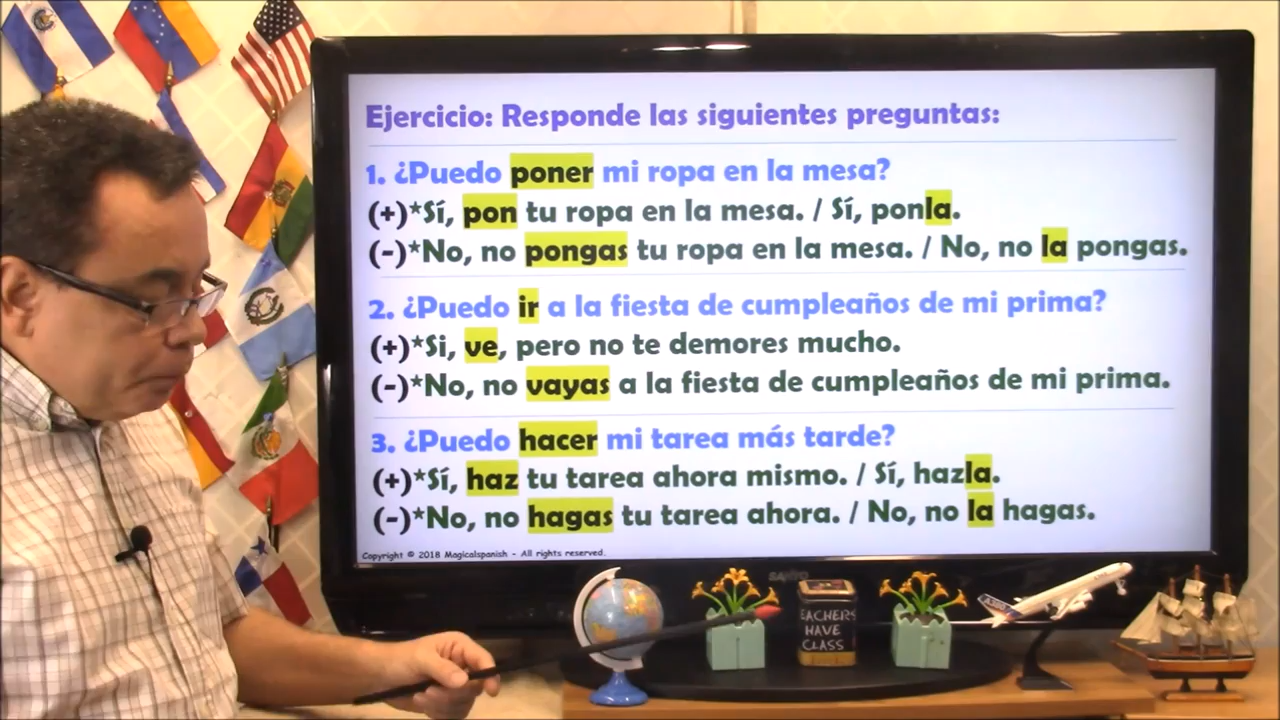 Ejercicio: Responde las siguientes preguntas:
1. ¿Puedo poner mi ropa en la mesa?
(+)*Sí, pon tu ropa en la mesa. / Sí, ponla.
(-)*No, no pongas tu ropa en la mesa. / No, no la pongas.
2. ¿Puedo ir a la fiesta de cumpleaños de mi prima?
(+)*Si, ve, pero no te demores mucho.
(-)*No, no vayas a la fiesta de cumpleaños de mi prima.
3. ¿Puedo hacer mi tarea más tarde?
(+)*Sí, haz tu tarea ahora mismo. / Sí, hazla.
(-)*No, no hagas tu tarea ahora. / No, no la hagas.
Copyright © 2018 Magicalspanish - All rights reserved.
SANYO
EACHERS
HAVE
CLASS